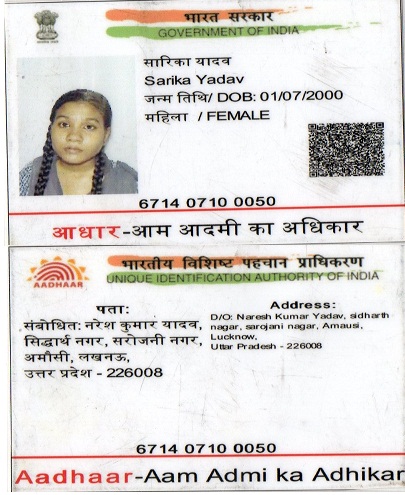 भारत सरकार
GOVERNMENT OF INDIA
सारिका यादव
Sarika Yadav
जन्म तिथि/ DOB: 01/07/2000
महिला / FEMALE
6714 0710 0050
आधार-आम आदमी का अधिकार
भारतीय विशिष्ट पहचान प्राधिकरण
UNIQUE IDENTIFICATION AUTHORITY OF INDIA
AADHAAR
पता:
संबोधित: नरेश कुमार यादव,
सिद्धार्थ नगर, सरोजनी नगर,
अमौसी, लखनऊ,
उत्तर प्रदेश - 226008
Address:
D/O: Naresh Kumar Yadav, sidharth
nagar, sarojani nagar, Amausi,
Lucknow,
Uttar Pradesh - 226008
6714 0710 0050
Aadhaar-Aam Admi ka Adhikar